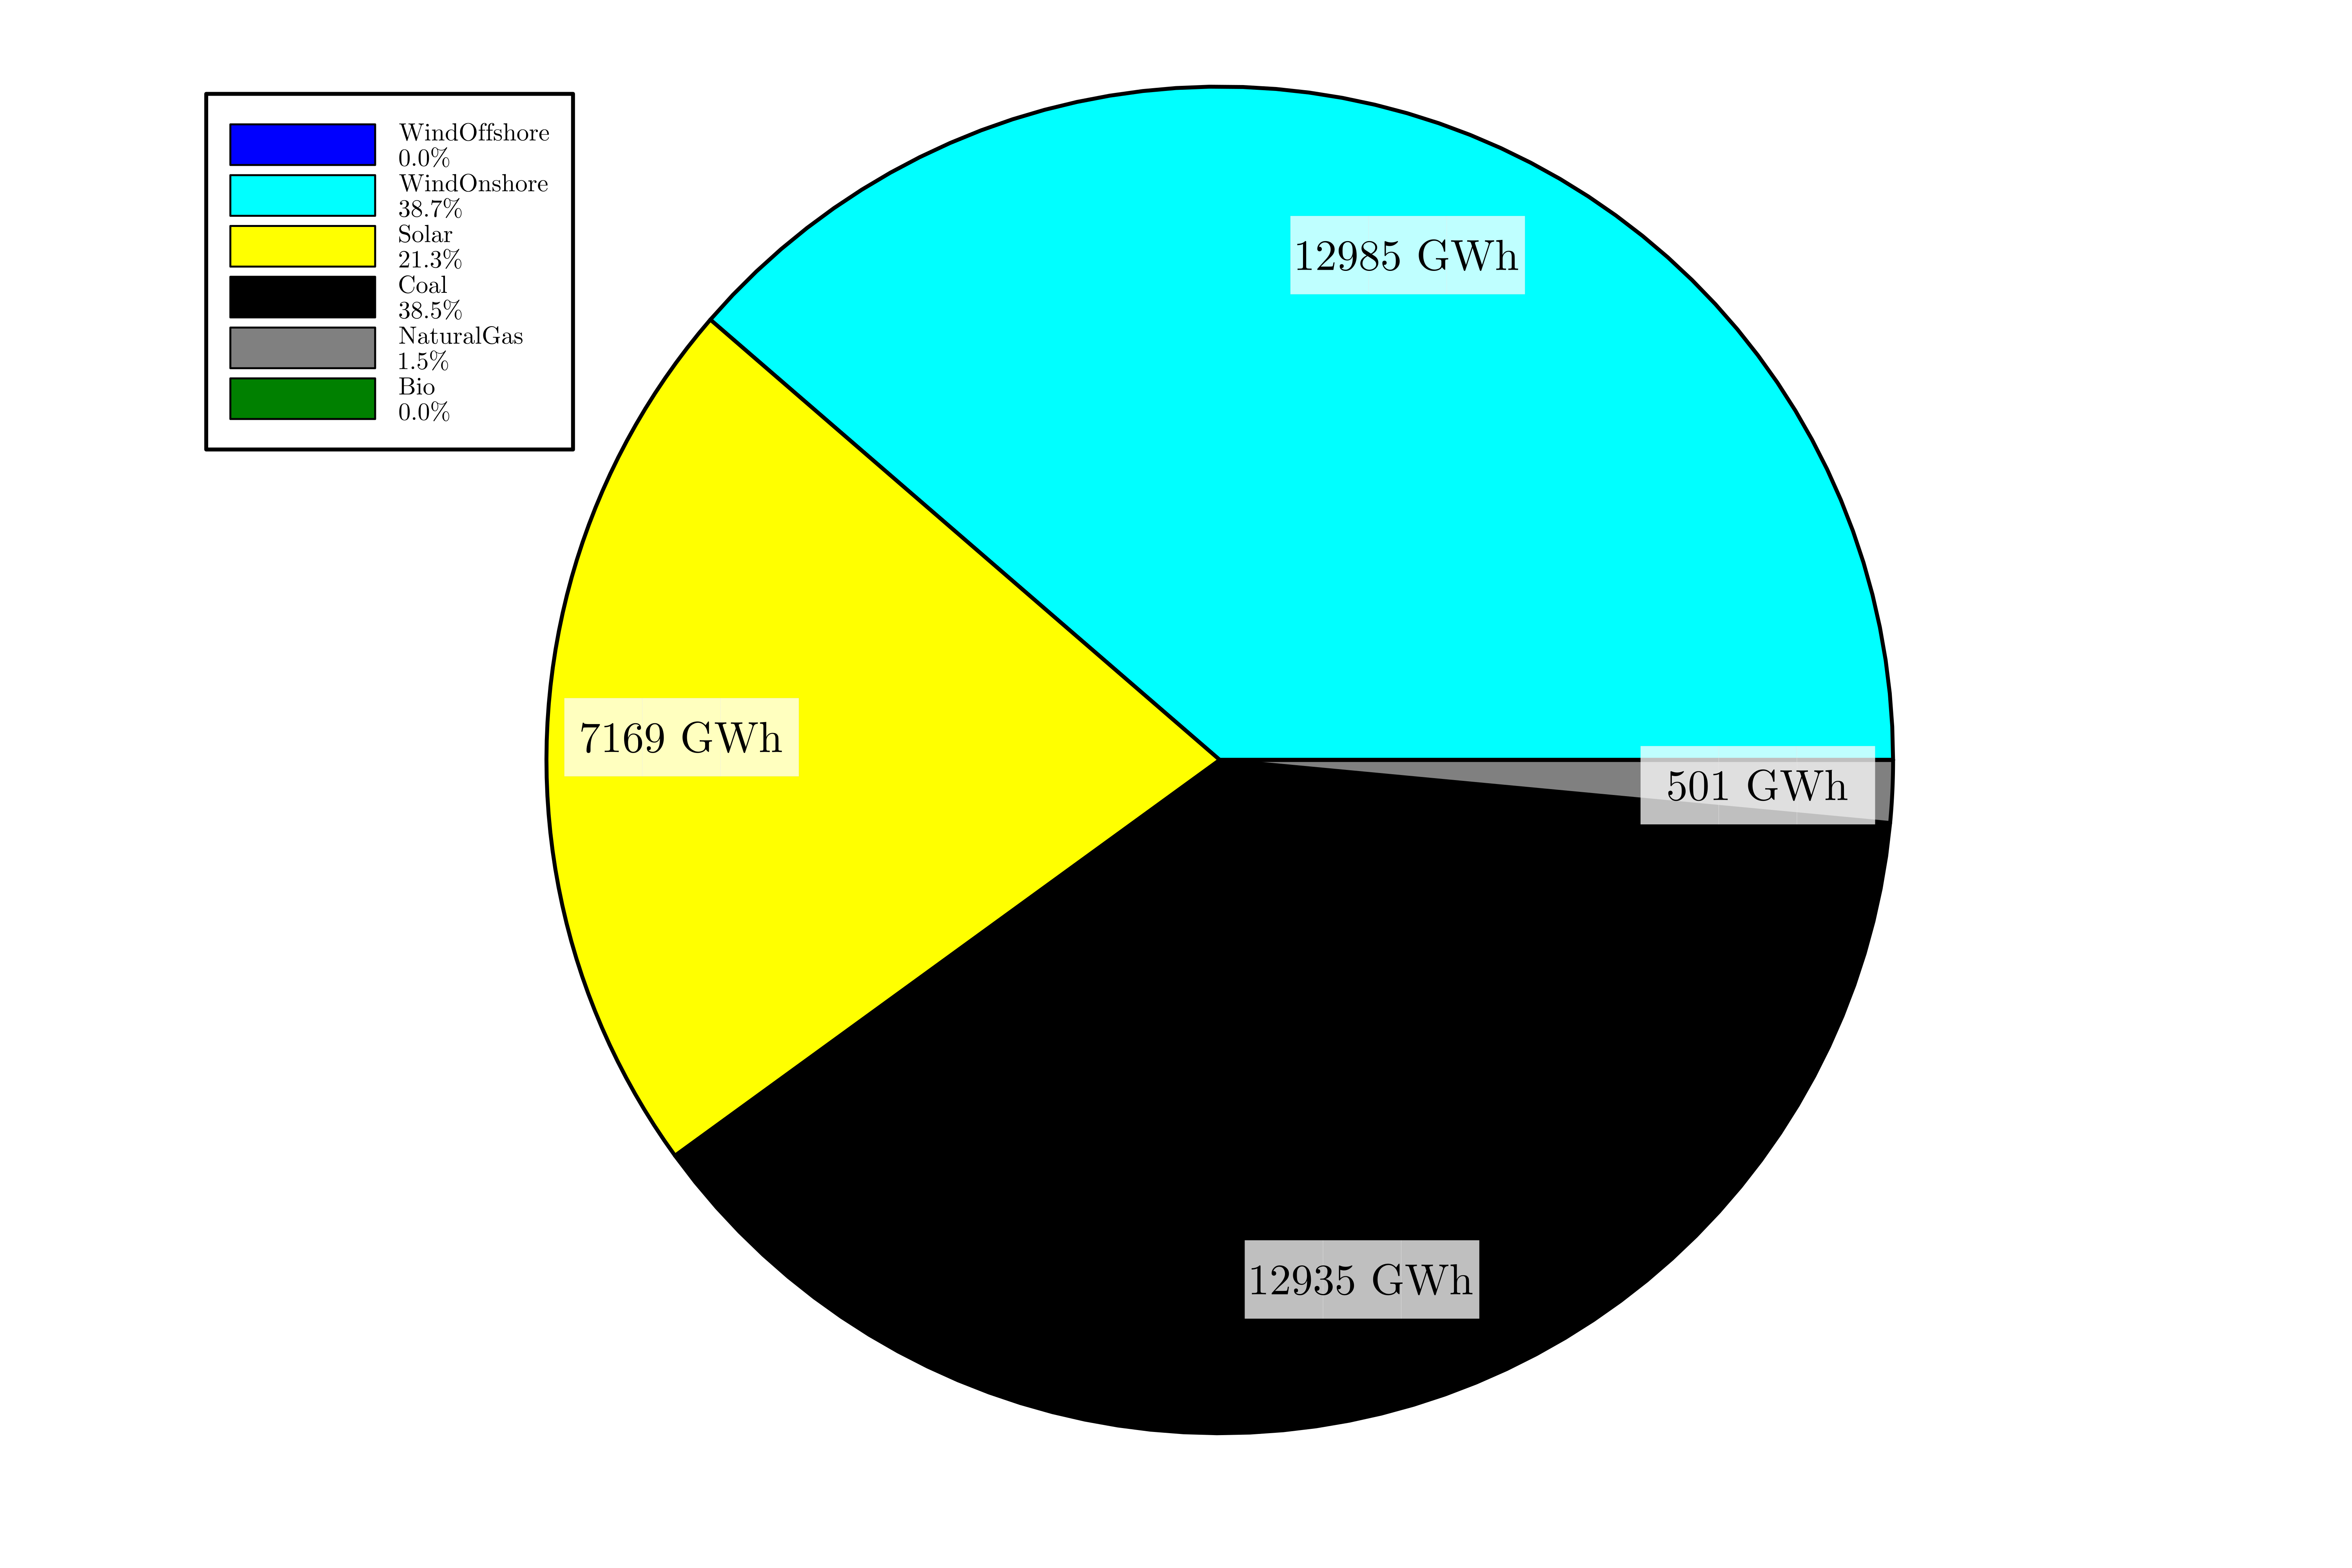 WindOffshore
0.0%
WindOnshore
38.7%
Solar
21.3%
Coal
38.5%
NaturalGas
1.5%
Bio
0.0%
12985 GWh
7169 GWh
501 GWh
12935 GWh